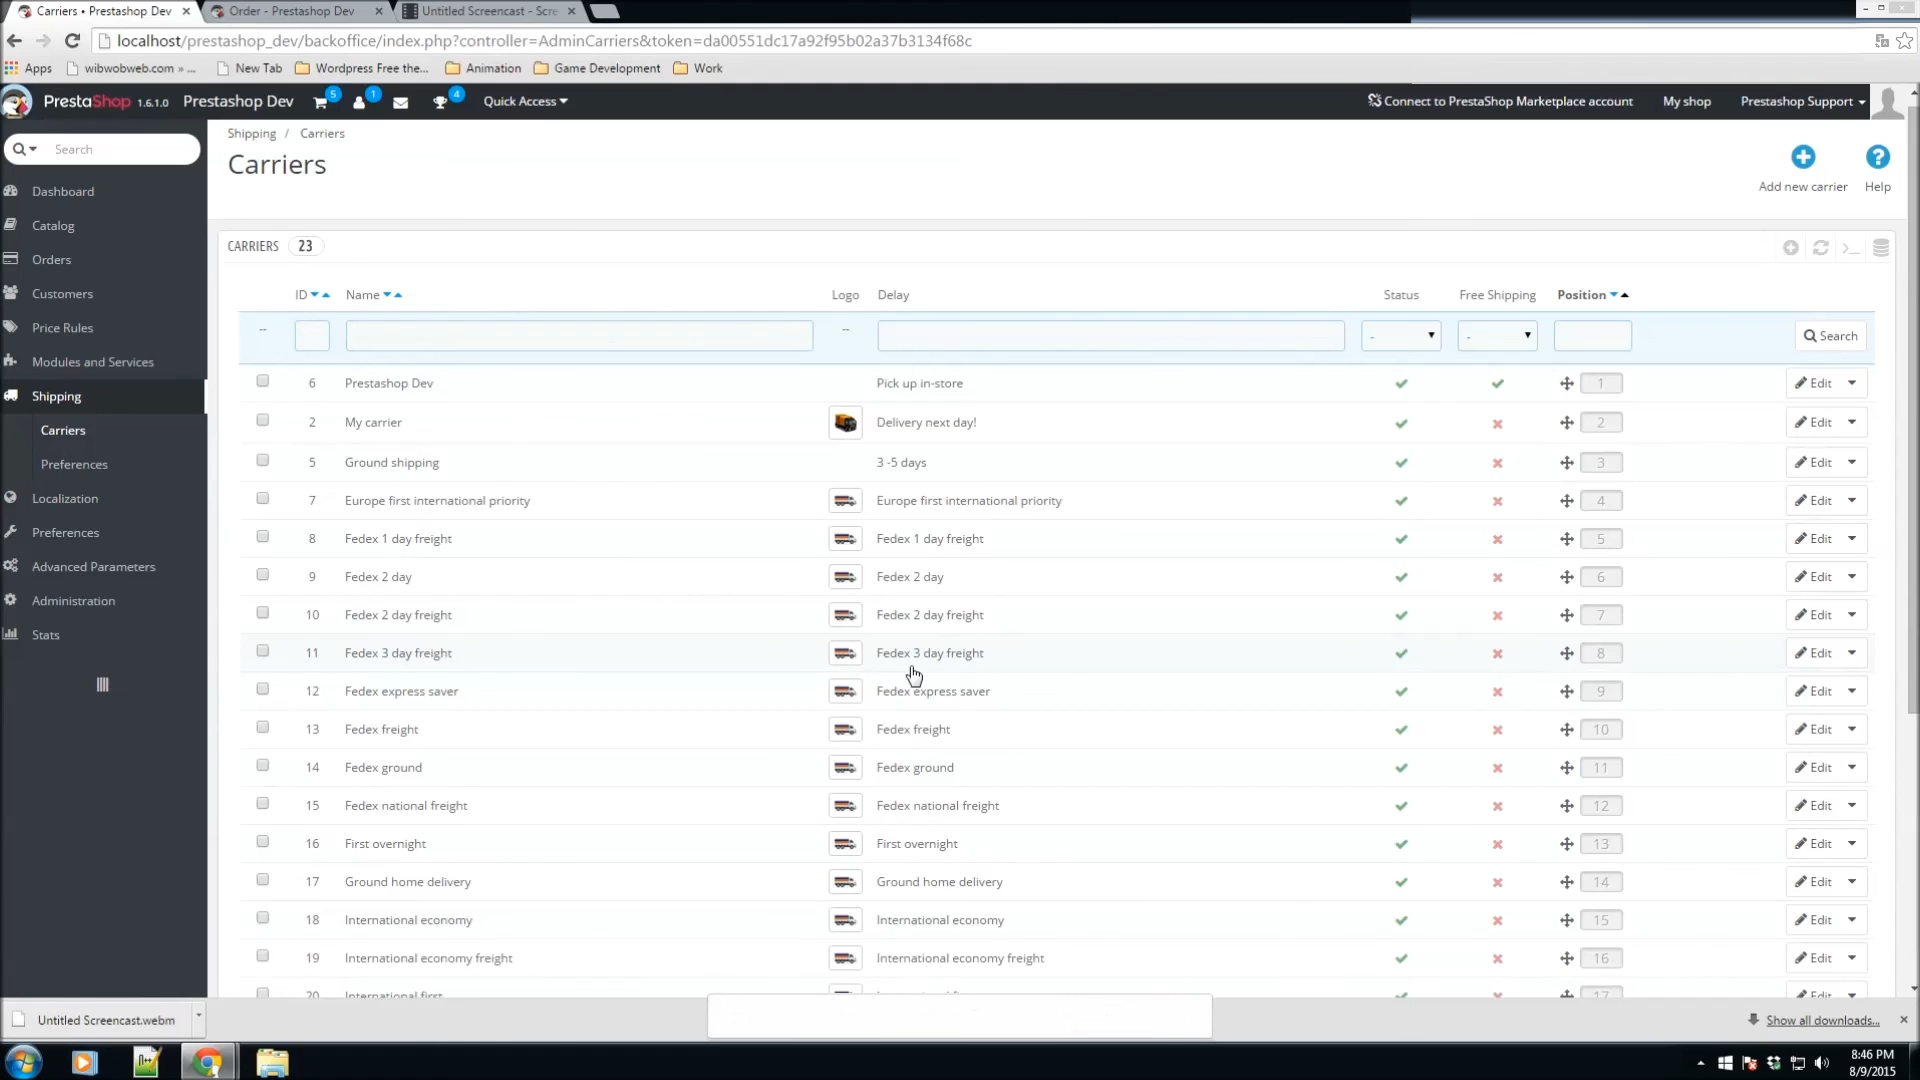 Carriers • Prestashop Dev
Order - Prestashop Dev
Untitled Screencast - Scre
localhost/prestashop_dev/backoffice/index.php?controller=AdminCarriers&token=da00551dc17a92f95b02a37b3134f68c
Apps wibwobweb.com » ... New Tab Wordpress Free the... Animation Game Development Work
PrestaShop 1.6.1.0 Prestashop Dev 5 1 4 Quick Access Connect to PrestaShop Marketplace account My shop Prestashop Support
Search
Dashboard
Catalog
Orders
Customers
Price Rules
Modules and Services
Shipping
Carriers
Preferences
Localization
Preferences
Advanced Parameters
Administration
Stats
Shipping / Carriers
Carriers
Add new carrier Help
CARRIERS 23
ID Name Logo Delay Status Free Shipping Position
-- -- - - Search
6 Prestashop Dev Pick up in-store 1 Edit
2 My carrier Delivery next day! 2 Edit
5 Ground shipping 3 -5 days 3 Edit
7 Europe first international priority Europe first international priority 4 Edit
8 Fedex 1 day freight Fedex 1 day freight 5 Edit
9 Fedex 2 day Fedex 2 day 6 Edit
10 Fedex 2 day freight Fedex 2 day freight 7 Edit
11 Fedex 3 day freight Fedex 3 day freight 8 Edit
12 Fedex express saver Fedex express saver 9 Edit
13 Fedex freight Fedex freight 10 Edit
14 Fedex ground Fedex ground 11 Edit
15 Fedex national freight Fedex national freight 12 Edit
16 First overnight First overnight 13 Edit
17 Ground home delivery Ground home delivery 14 Edit
18 International economy International economy 15 Edit
19 International economy freight International economy freight 16 Edit
20 International first 17 Edit
Untitled Screencast.webm
Show all downloads...
8:46 PM
8/9/2015